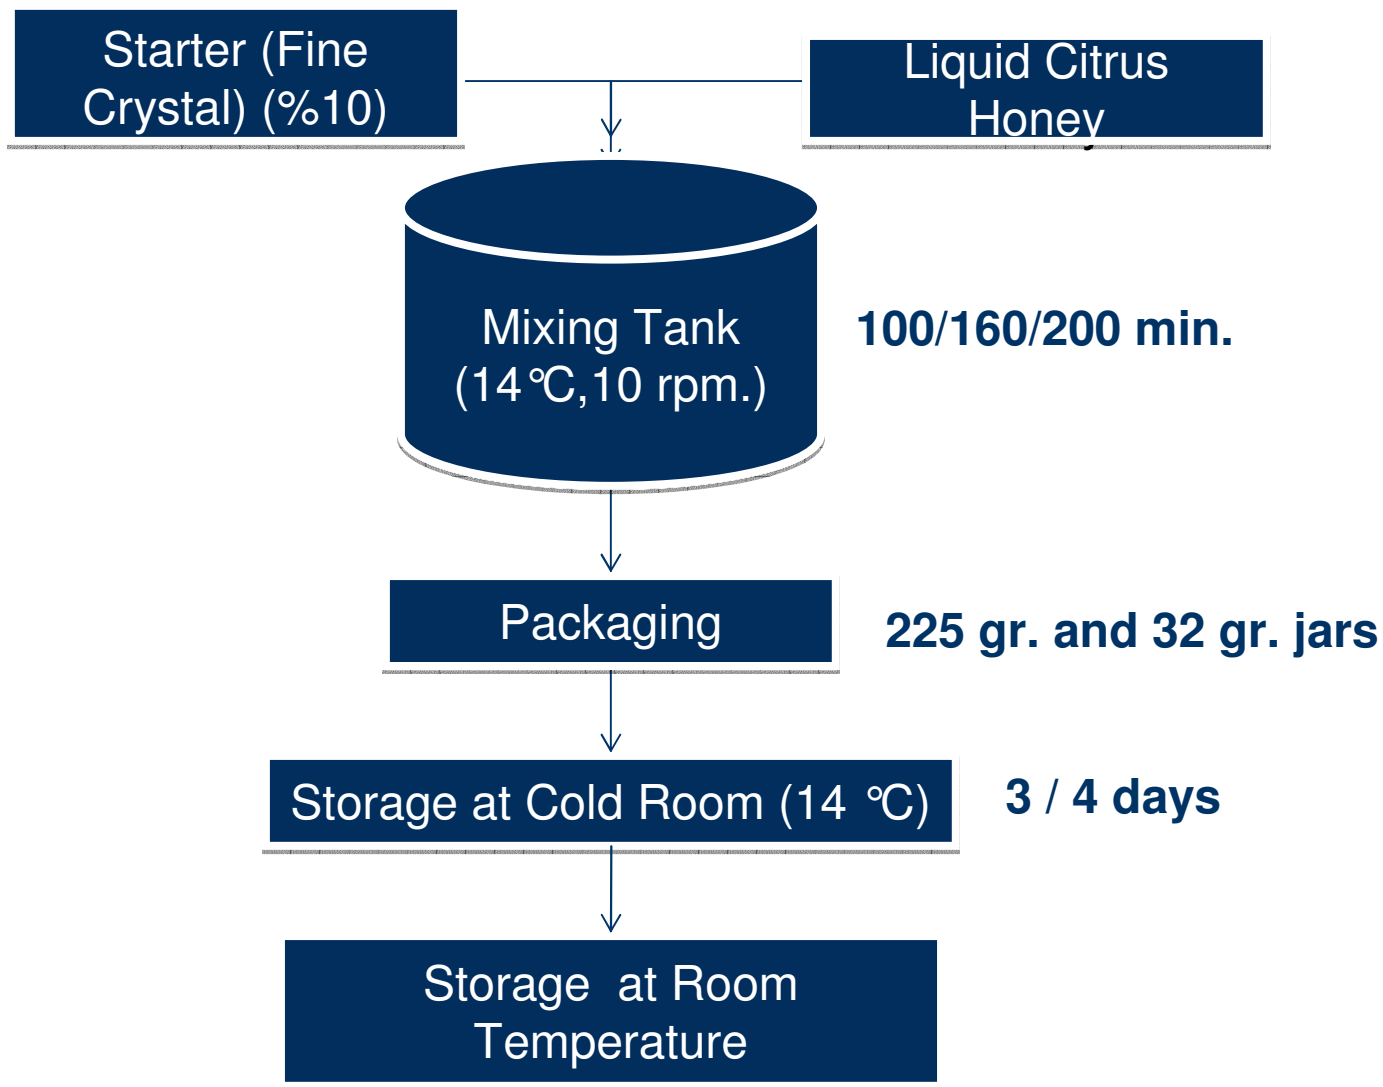 Starter (Fine
Crystal) (%10)
Liquid Citrus
Honey
Mixing Tank
(14°C,10 rpm.)
100/160/200 min.
Packaging
225 gr. and 32 gr. jars
Storage at Cold Room (14 °C)
3 / 4 days
Storage  at Room
Temperature